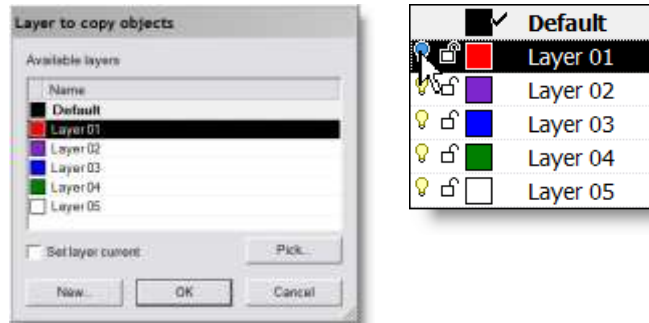 Layer to copy objects
Available layers
Name
Default
Layer 01
Layer 02
Layer 03
Layer 04
Layer 05
Set layer current
Pick...
New...
OK
Cancel
Default
Layer 01
Layer 02
Layer 03
Layer 04
Layer 05